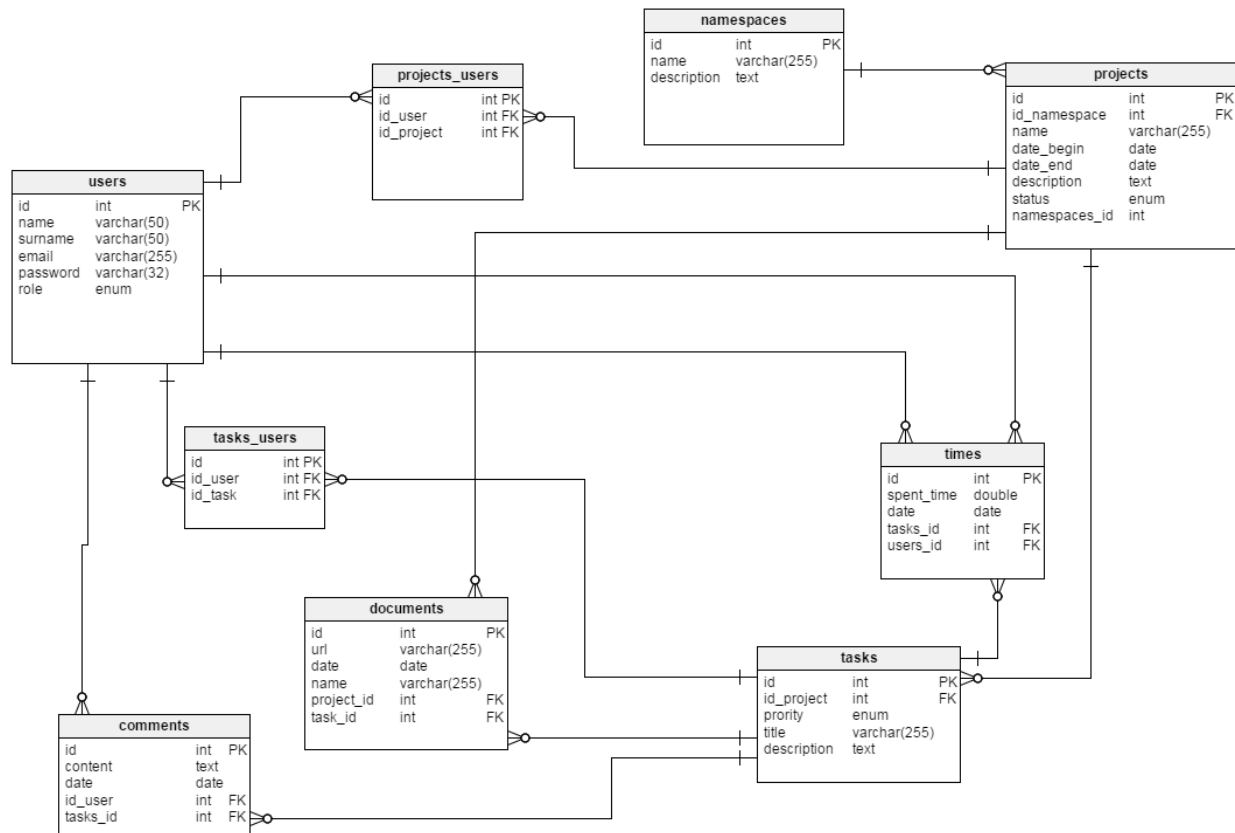 namespaces
id int PK
name varchar(255)
description text
projects_users
id int PK
id_user int FK
id_project int FK
projects
id int PK
id_namespace int FK
name varchar(255)
date_begin date
date_end date
description text
status enum
namespaces_id int
users
id int PK
name varchar(50)
surname varchar(50)
email varchar(255)
password varchar(32)
role enum
tasks_users
id int PK
id_user int FK
id_task int FK
times
id int PK
spent_time double
date date
tasks_id int FK
users_id int FK
documents
id int PK
url varchar(255)
date date
name varchar(255)
project_id int FK
task_id int FK
tasks
id int PK
id_project int FK
prority enum
title varchar(255)
description text
comments
id int PK
content text
date date
id_user int FK
tasks_id int FK